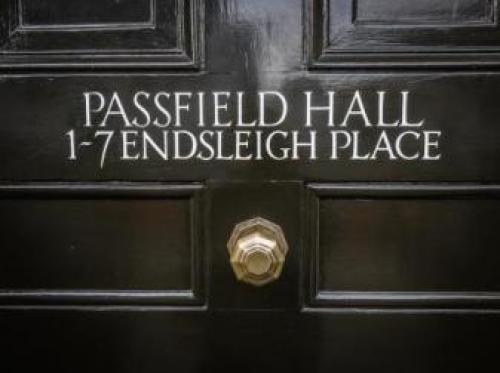 PASSFIELD HALL
1-7 ENDSLEIGH PLACE